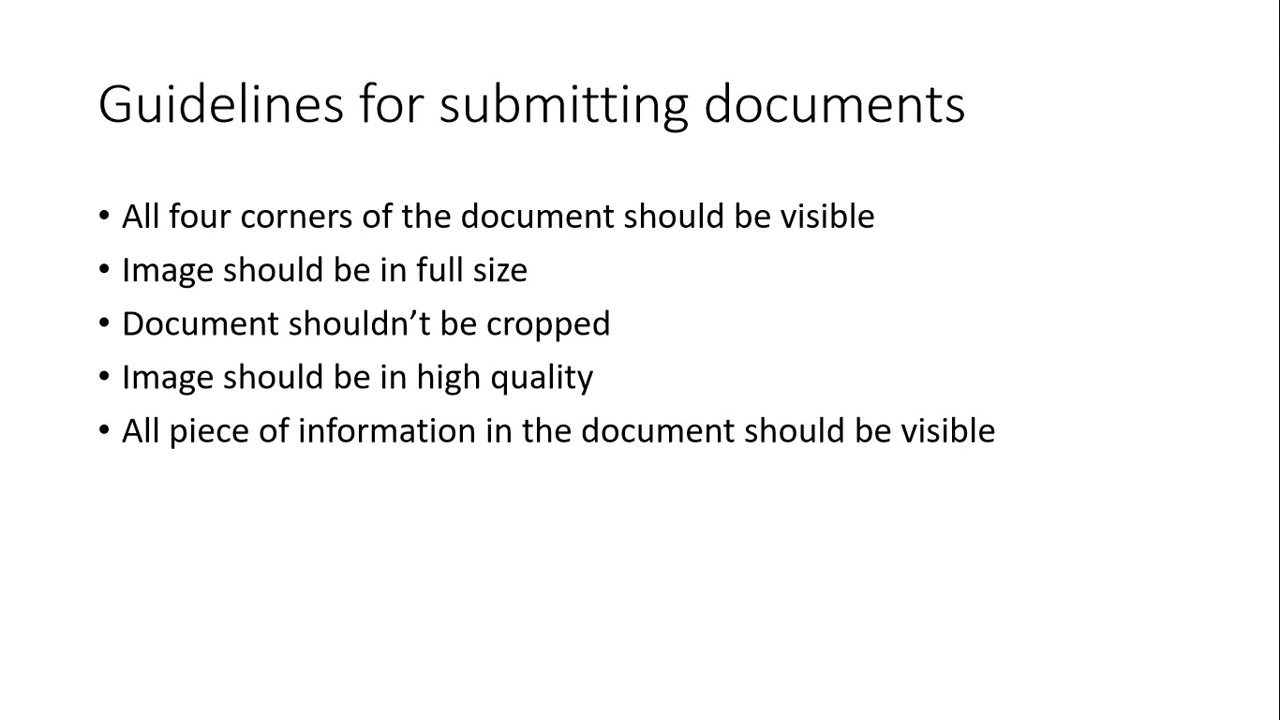 Guidelines for submitting documents
• All four corners of the document should be visible
• Image should be in full size
• Document shouldn’t be cropped
• Image should be in high quality
• All piece of information in the document should be visible